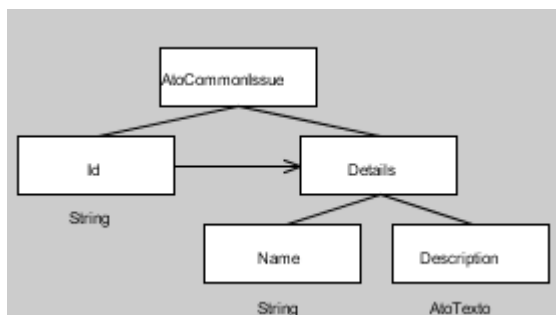 AtoCommonIssue
Id
Details
String
Name
Description
String
AtoTexto